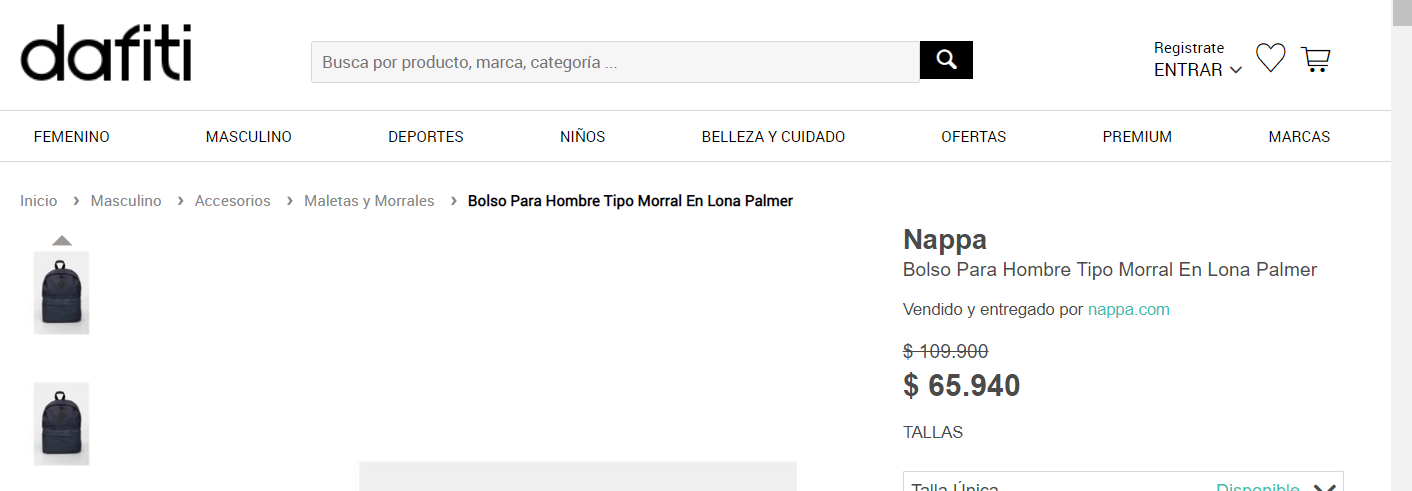 dafiti
Busca por producto, marca, categoría ...
Registrate
ENTRAR
FEMENINO MASCULINO DEPORTES NIÑOS BELLEZA Y CUIDADO OFERTAS PREMIUM MARCAS
Inicio › Masculino › Accesorios › Maletas y Morrales › Bolso Para Hombre Tipo Morral En Lona Palmer
Nappa
Bolso Para Hombre Tipo Morral En Lona Palmer
Vendido y entregado por nappa.com
$ 109.900
$ 65.940
TALLAS
Talla Única Disponible